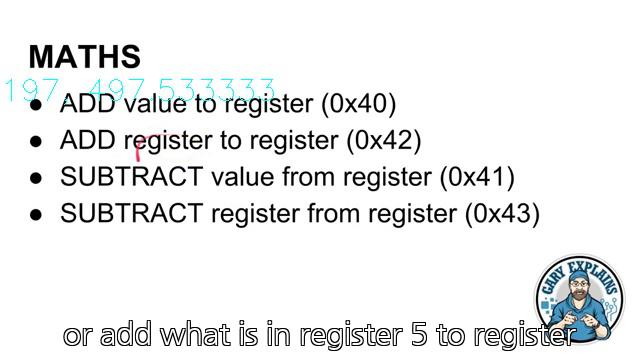 MATHS
197, 497.533333
● ADD value to register (0x40)
● ADD register to register (0x42)
● SUBTRACT value from register (0x41)
● SUBTRACT register from register (0x43)
GARY EXPLAINS
or add what is in register 5 to register